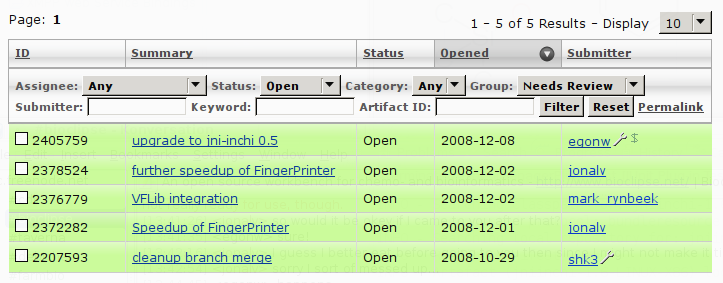 Page: 1
1 – 5 of 5 Results – Display 10
ID Summary Status Opened Submitter
Assignee: Any Status: Open Category: Any Group: Needs Review
Submitter: Keyword: Artifact ID: Filter Reset Permalink
2405759 upgrade to jni-inchi 0.5 Open 2008-12-08 egonw $
2378524 further speedup of FingerPrinter Open 2008-12-02 jonalv
2376779 VFLib integration Open 2008-12-02 mark_rynbeek
2372282 Speedup of FingerPrinter Open 2008-12-01 jonalv
2207593 cleanup branch merge Open 2008-10-29 shk3